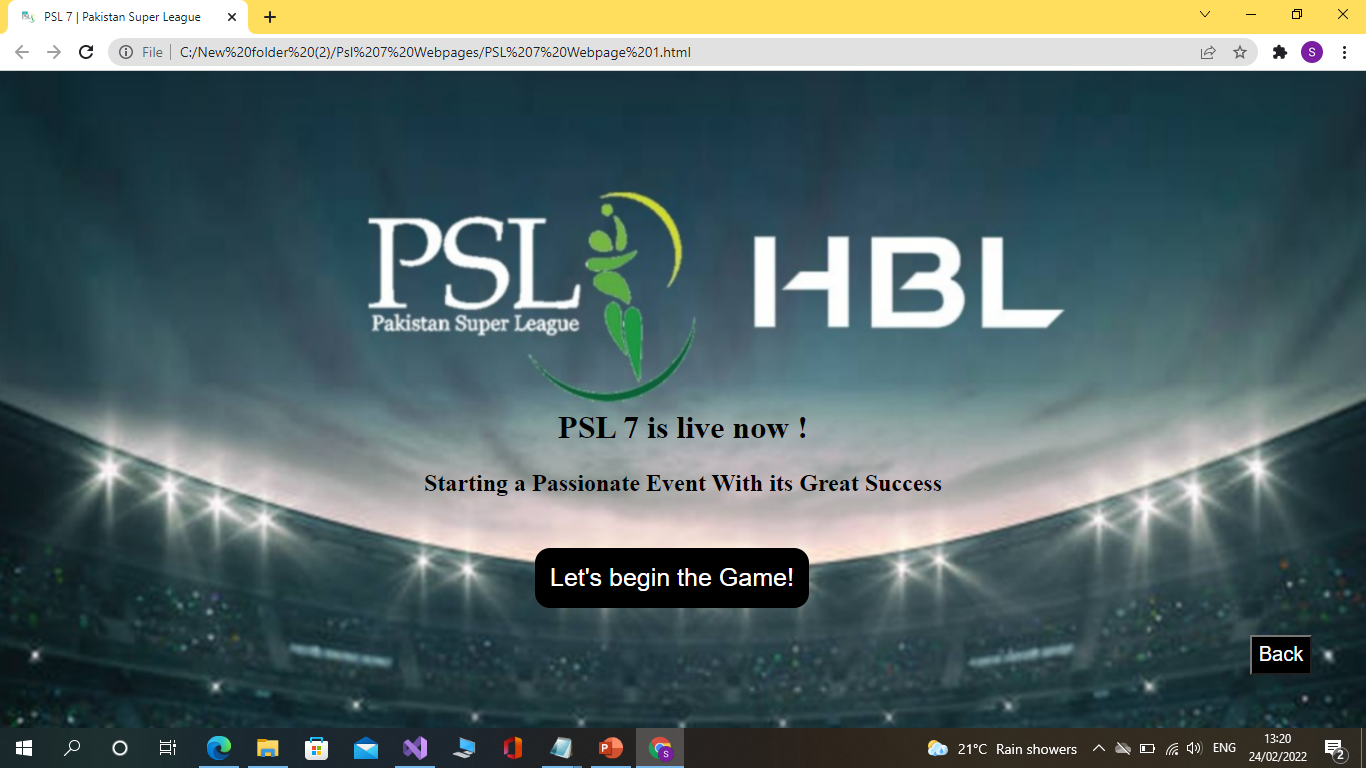 PSL 7 | Pakistan Super League
File
C:/New%20folder%20(2)/Psl%207%20Webpages/PSL%207%20Webpage%201.html
S
PSL
Pakistan Super League
HBL
PSL 7 is live now !
Starting a Passionate Event With its Great Success
Let's begin the Game!
Back
S
21°C Rain showers
ENG
13:20
24/02/2022
2